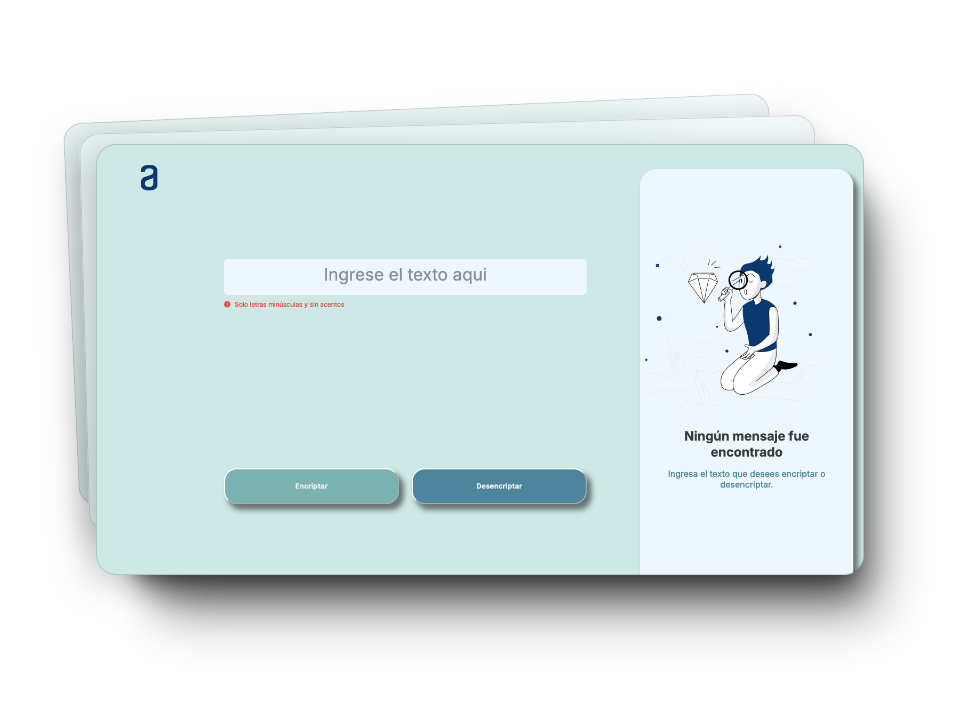 a
Ingrese el texto aqui
Solo letras minúsculas y sin acentos
Encriptar
Desencriptar
Ningún mensaje fue
encontrado
Ingresa el texto que desees encriptar o
desencriptar.